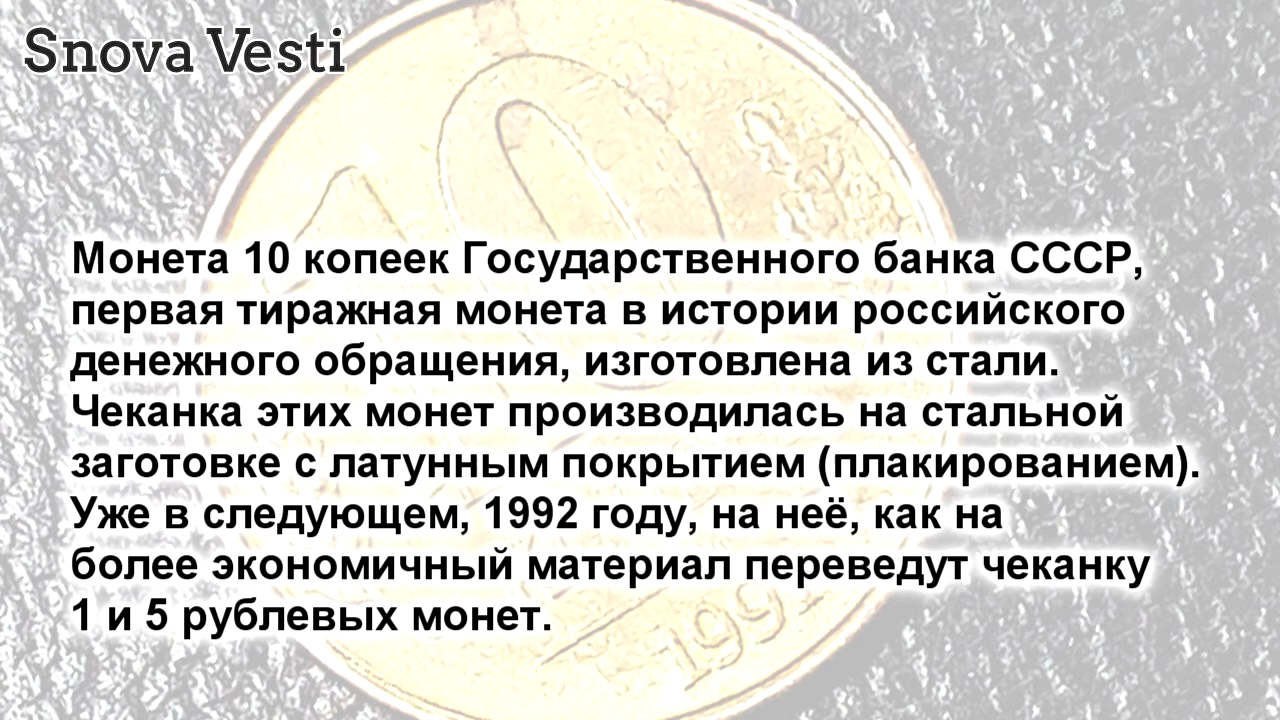 Snova Vesti
Монета 10 копеек Государственного банка СССР,
первая тиражная монета в истории российского
денежного обращения, изготовлена из стали.
Чеканка этих монет производилась на стальной
заготовке с латунным покрытием (плакированием).
Уже в следующем, 1992 году, на неё, как на
более экономичный материал переведут чеканку
1 и 5 рублевых монет.
10
1991